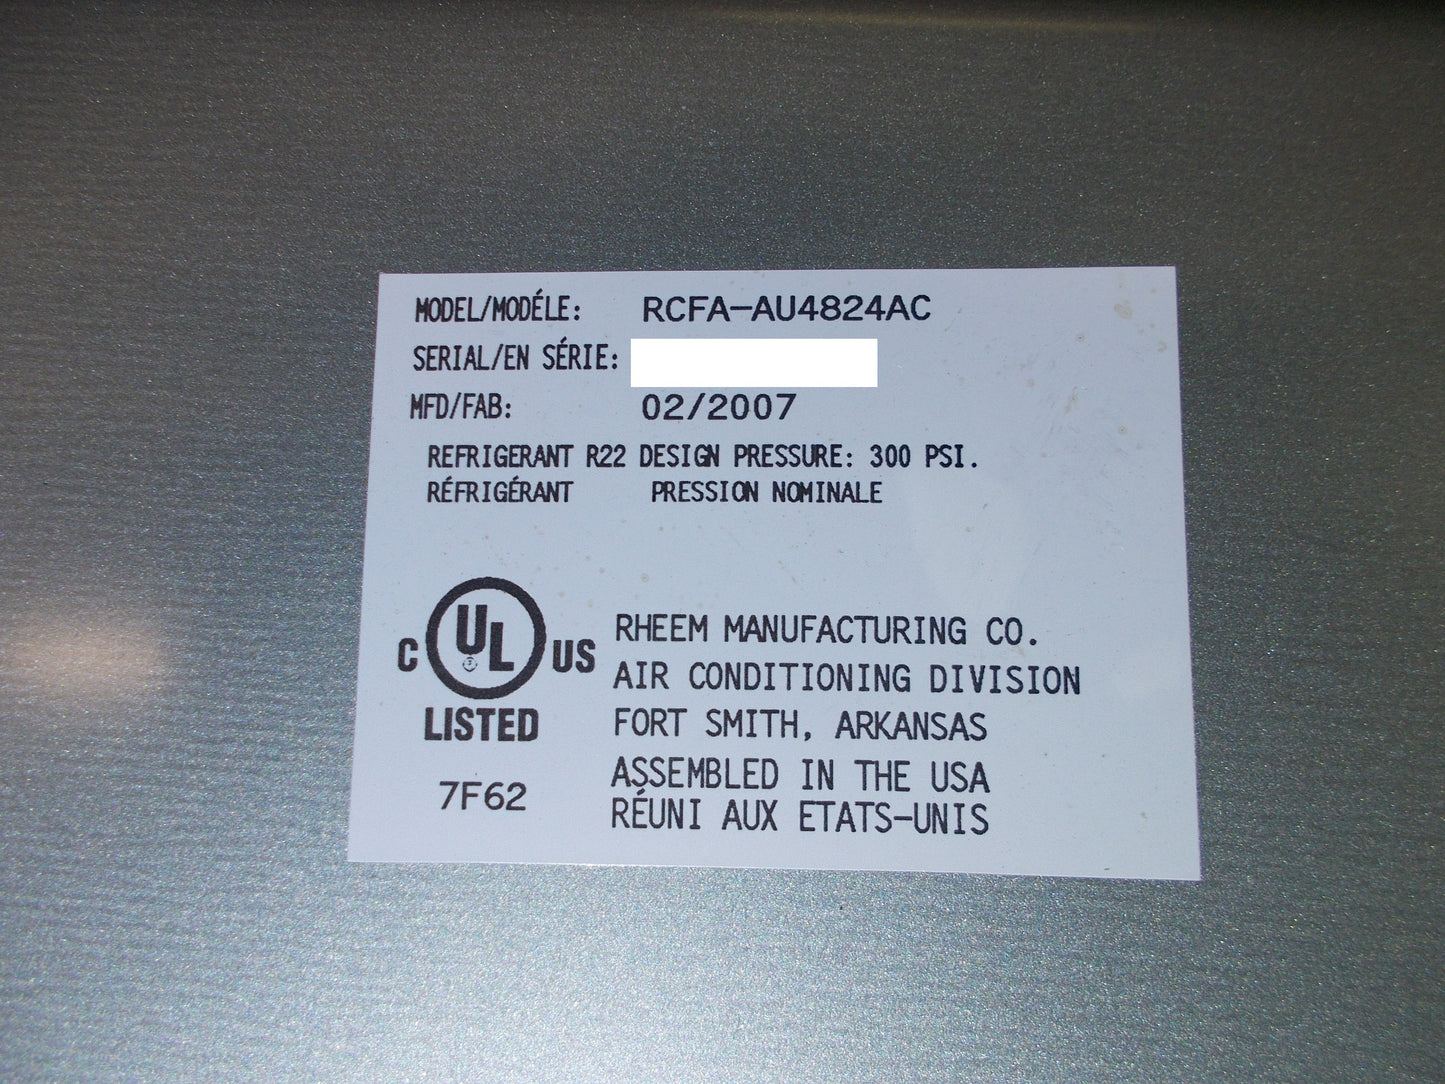 MODEL/MODÉLE: RCFA-AU4824AC
SERIAL/EN SÉRIE:
MFD/FAB: 02/2007
REFRIGERANT R22 DESIGN PRESSURE: 300 PSI.
RÉFRIGÉRANT PRESSION NOMINALE
C UL US
LISTED
7F62
RHEEM MANUFACTURING CO.
AIR CONDITIONING DIVISION
FORT SMITH, ARKANSAS
ASSEMBLED IN THE USA
RÉUNI AUX ETATS-UNIS